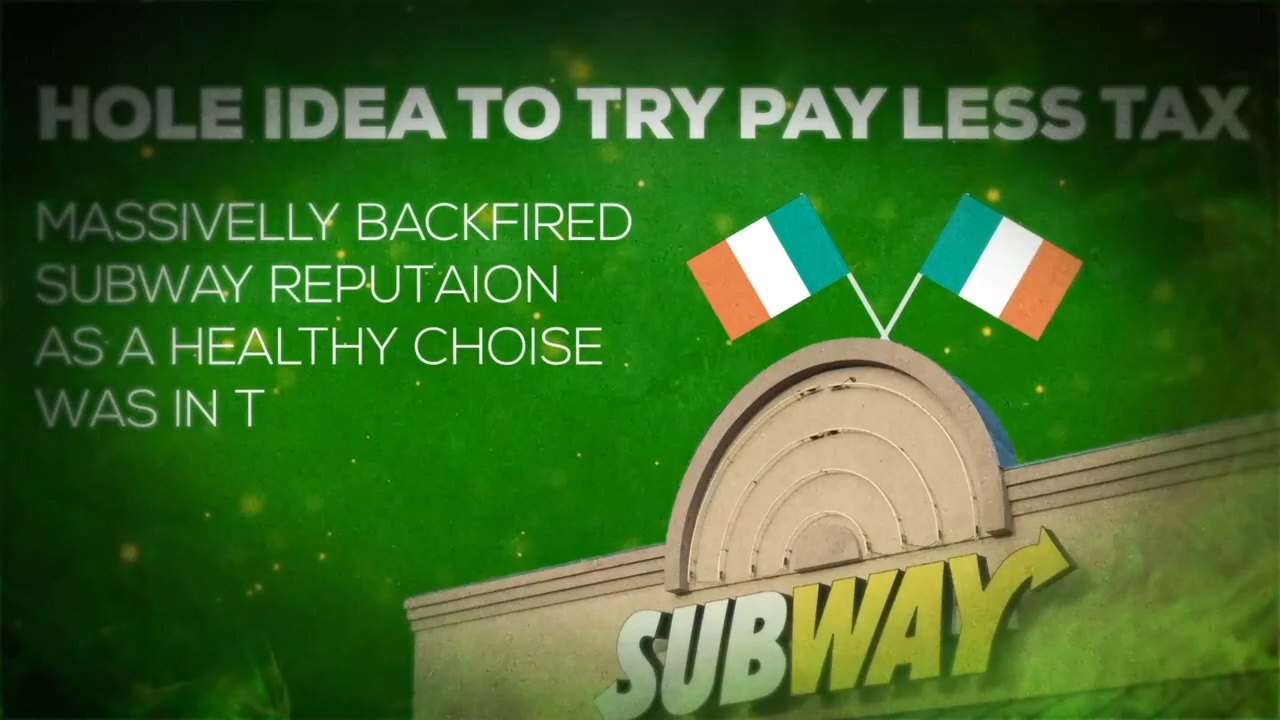 HOLE IDEA TO TRY PAY LESS TAX
MASSIVELLY BACKFIRED
SUBWAY REPUTAION
AS A HEALTHY CHOISE
WAS IN T
SUBWAY